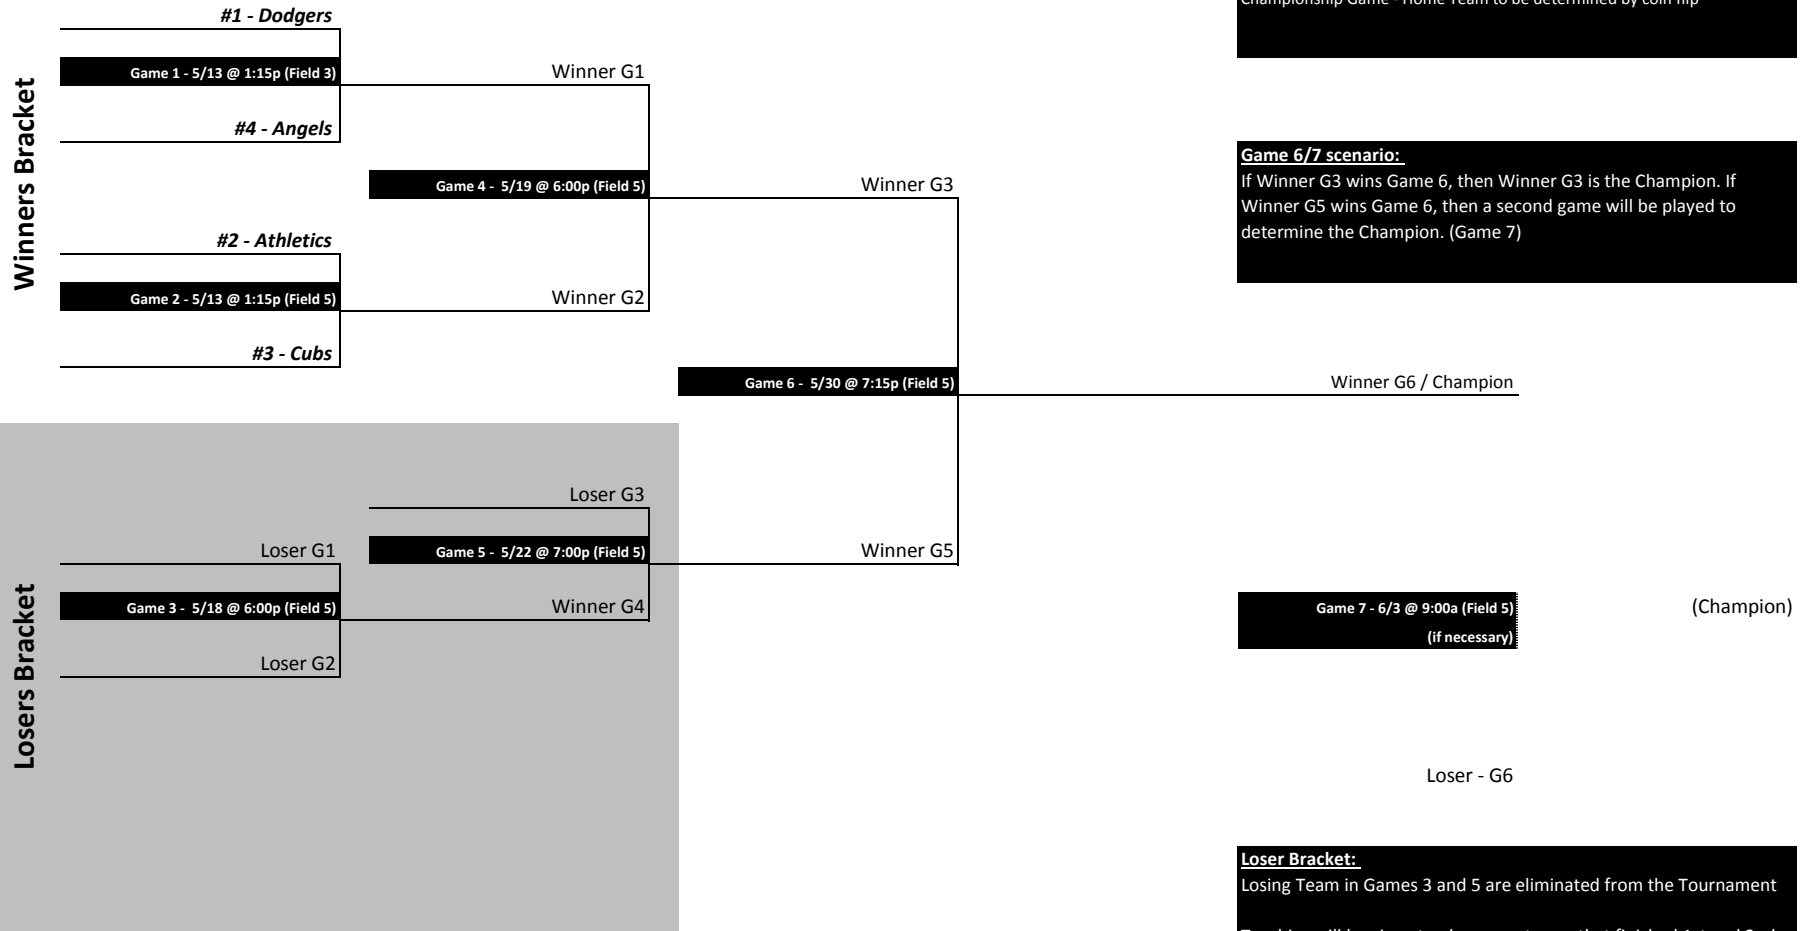 Championship Game - Home Team to be determined by coin flip
#1 - Dodgers
Game 1 - 5/13 @ 1:15p (Field 3)
Winner G1
#4 - Angels
Winners Bracket
Game 4 - 5/19 @ 6:00p (Field 5)
Winner G3
Game 6/7 scenario:
If Winner G3 wins Game 6, then Winner G3 is the Champion. If
Winner G5 wins Game 6, then a second game will be played to
determine the Champion. (Game 7)
#2 - Athletics
Game 2 - 5/13 @ 1:15p (Field 5)
Winner G2
#3 - Cubs
Game 6 - 5/30 @ 7:15p (Field 5)
Winner G6 / Champion
Loser G3
Loser G1
Game 5 - 5/22 @ 7:00p (Field 5)
Winner G5
Losers Bracket
Game 3 - 5/18 @ 6:00p (Field 5)
Winner G4
Game 7 - 6/3 @ 9:00a (Field 5)
(if necessary)
(Champion)
Loser G2
Loser - G6
Loser Bracket:
Losing Team in Games 3 and 5 are eliminated from the Tournament